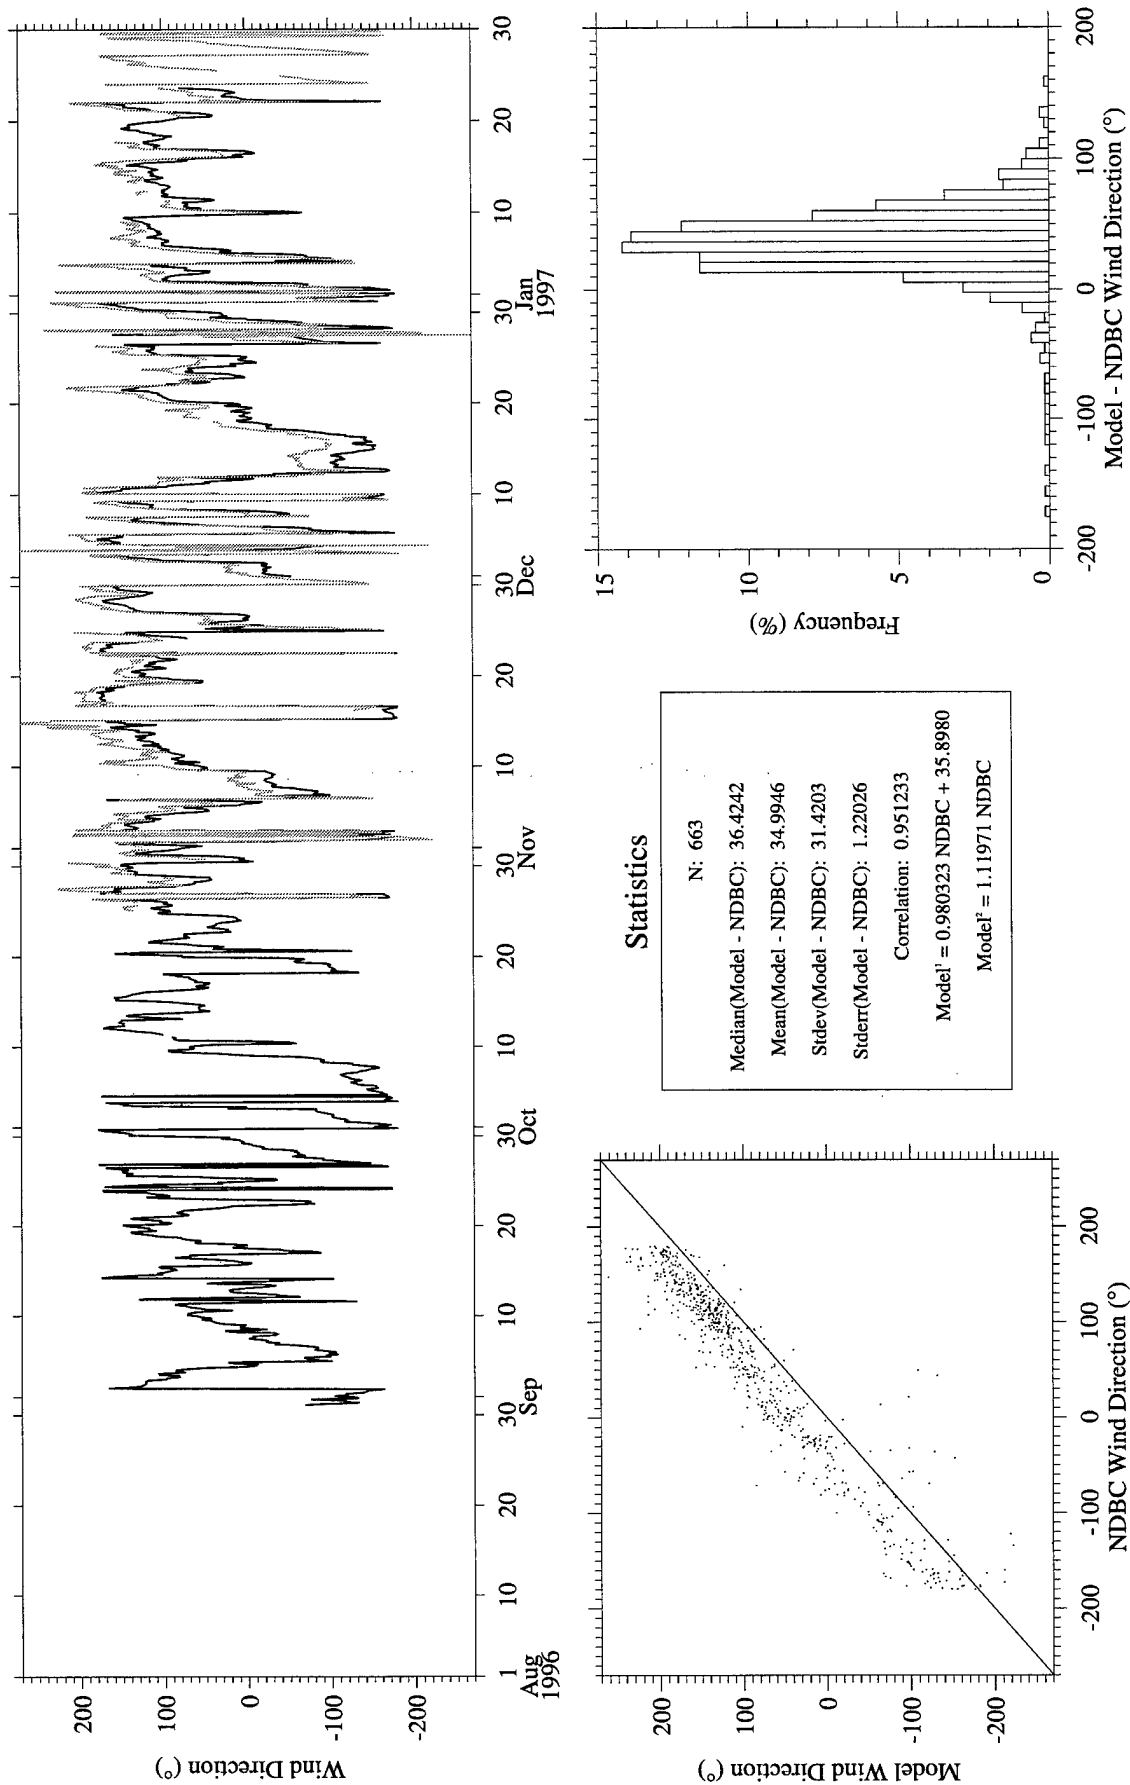 Wind Direction (°)
200
100
0
-100
-200
1
10
20
30
10
20
30
10
20
30
10
20
30
10
20
30
10
20
30
Aug
1996
Sep
Oct
Nov
Dec
Jan
1997
Model Wind Direction (°)
200
100
0
-100
-200
-200
-100
0
100
200
NDBC Wind Direction (°)
Statistics
N: 663
Median(Model - NDBC): 36.4242
Mean(Model - NDBC): 34.9946
Stdev(Model - NDBC): 31.4203
Stderr(Model - NDBC): 1.22026
Correlation: 0.951233
Model¹ = 0.980323 NDBC + 35.8980
Model² = 1.11971 NDBC
Frequency (%)
15
10
5
0
-200
-100
0
100
200
Model - NDBC Wind Direction (°)